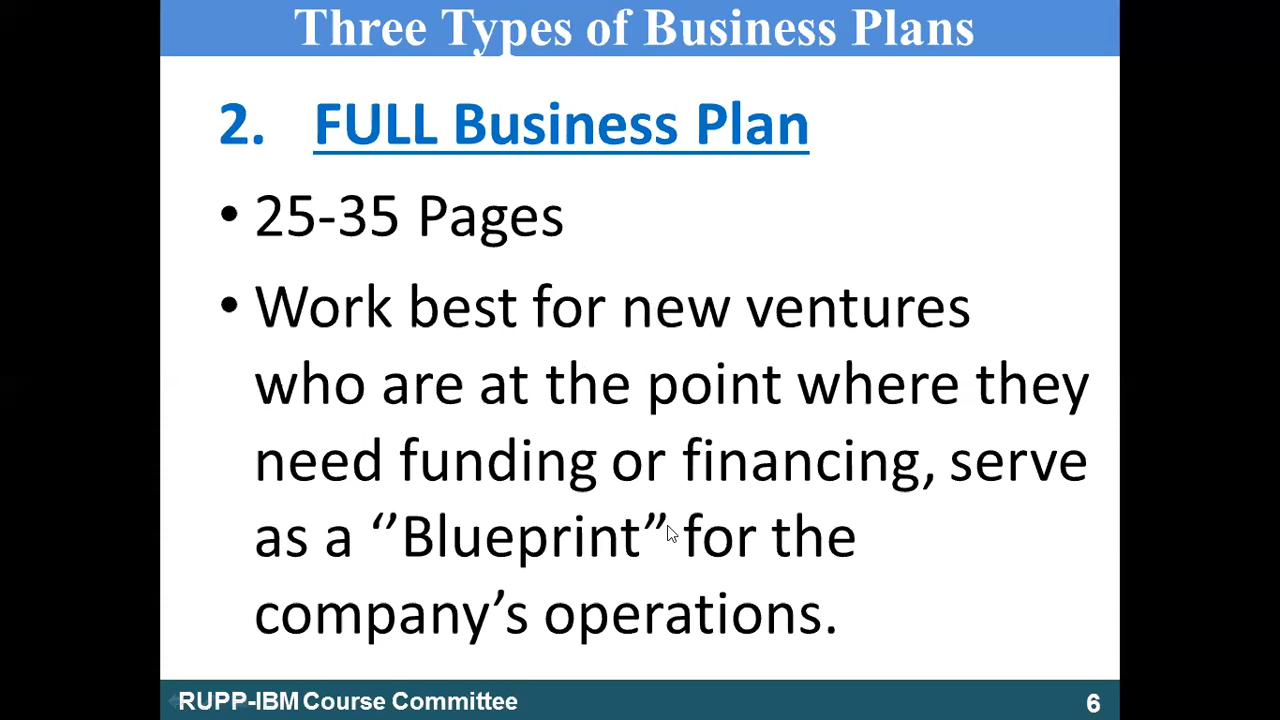 Three Types of Business Plans
2. FULL Business Plan
• 25-35 Pages
• Work best for new ventures
who are at the point where they
need funding or financing, serve
as a ‘’Blueprint” for the
company’s operations.
RUPP-IBM Course Committee 6